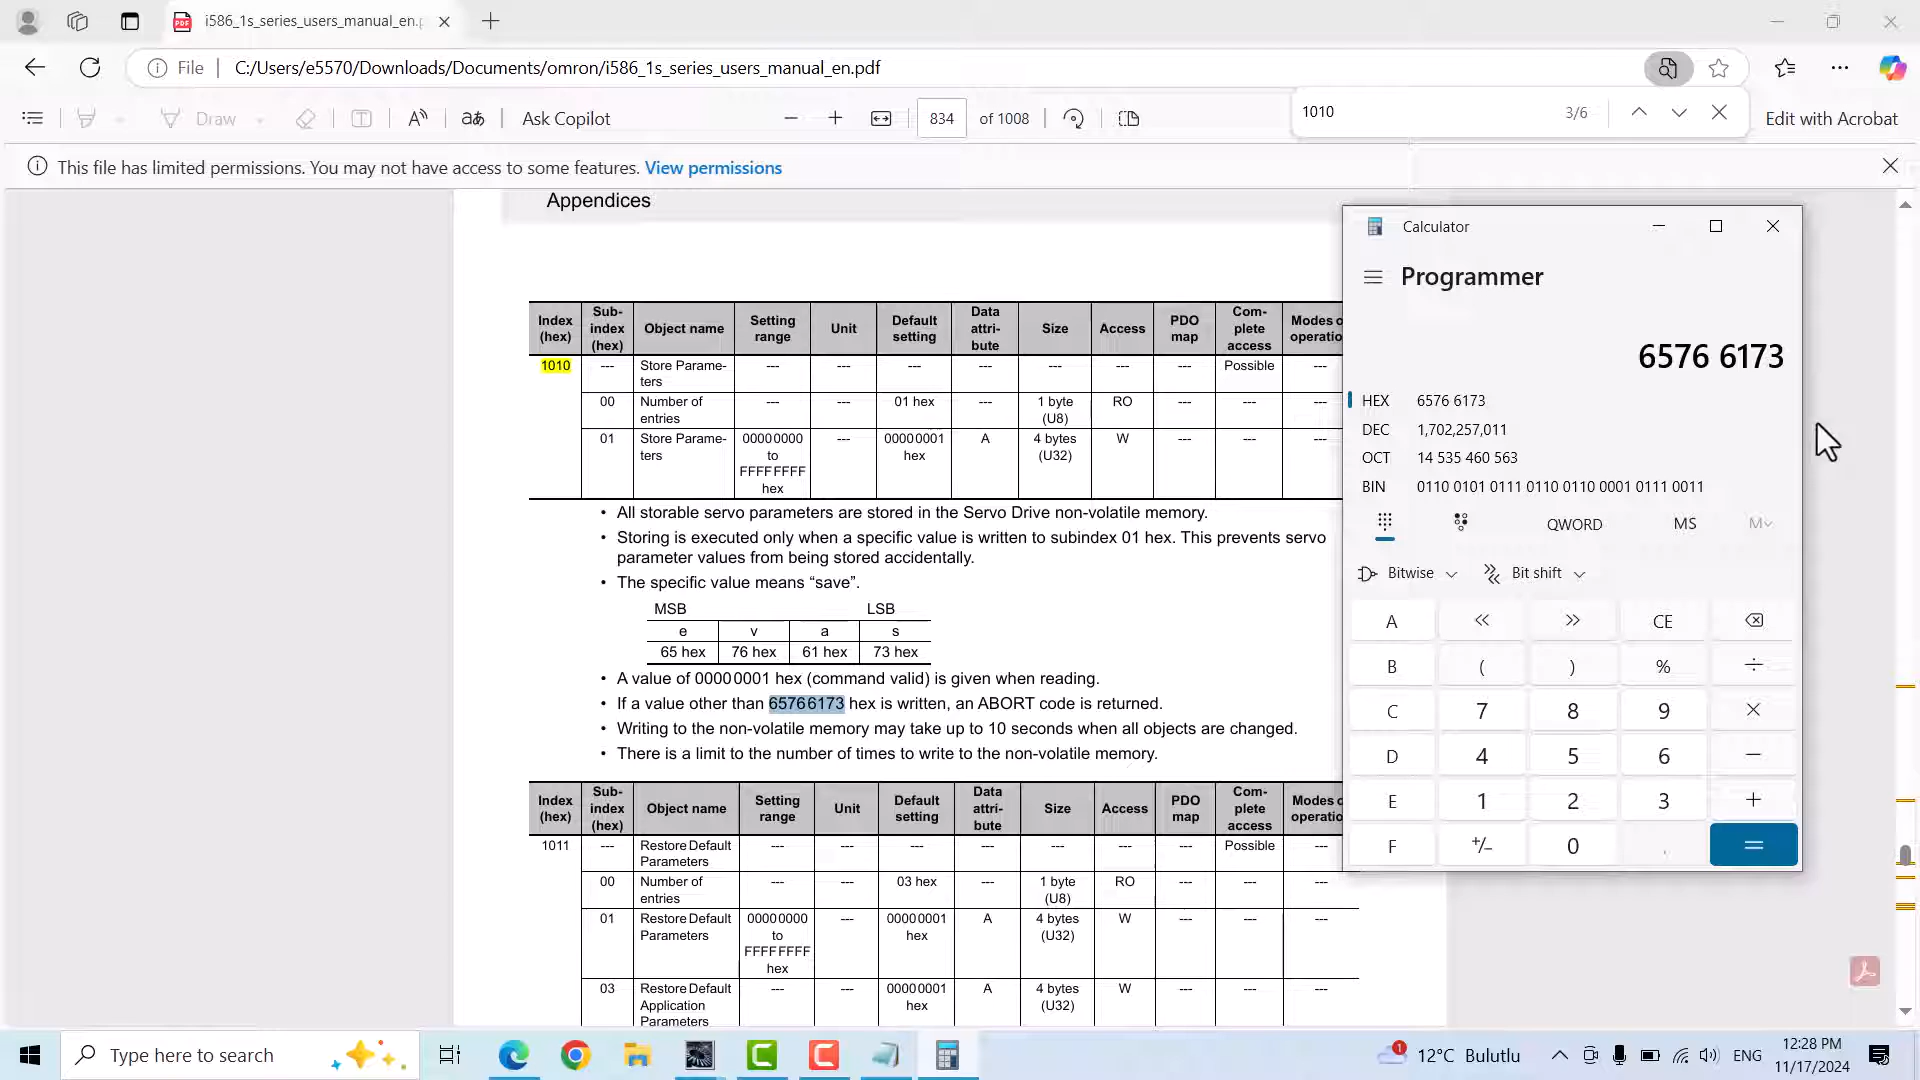 i586_1s_series_users_manual_en.p
File
C:/Users/e5570/Downloads/Documents/omron/i586_1s_series_users_manual_en.pdf
Draw
Ask Copilot
834 of 1008
1010
3/6
Edit with Acrobat
This file has limited permissions. You may not have access to some features. View permissions
Appendices
Index (hex) Sub-index (hex) Object name Setting range Unit Default setting Data attri-bute Size Access PDO map Com-plete access Modes o operatio
1010 --- Store Parame-ters --- --- --- --- --- --- --- Possible ---
00 Number of entries --- --- 01 hex --- 1 byte (U8) RO --- --- ---
01 Store Parame-ters 00000000 to FFFFFFFF hex --- 00000001 hex A 4 bytes (U32) W --- --- ---
• All storable servo parameters are stored in the Servo Drive non-volatile memory.
• Storing is executed only when a specific value is written to subindex 01 hex. This prevents servo
parameter values from being stored accidentally.
• The specific value means “save”.
MSB LSB
e v a s
65 hex 76 hex 61 hex 73 hex
• A value of 00000001 hex (command valid) is given when reading.
• If a value other than 65766173 hex is written, an ABORT code is returned.
• Writing to the non-volatile memory may take up to 10 seconds when all objects are changed.
• There is a limit to the number of times to write to the non-volatile memory.
Index (hex) Sub-index (hex) Object name Setting range Unit Default setting Data attri-bute Size Access PDO map Com-plete access Modes o operatio
1011 --- Restore Default Parameters --- --- --- --- --- --- --- Possible ---
00 Number of entries --- --- 03 hex --- 1 byte (U8) RO --- --- ---
01 Restore Default Parameters 00000000 to FFFFFFFF hex --- 00000001 hex A 4 bytes (U32) W --- --- ---
03 Restore Default Application Parameters --- --- 00000001 hex A 4 bytes (U32) W --- --- ---
Calculator
Programmer
6576 6173
HEX 6576 6173
DEC 1,702,257,011
OCT 14 535 460 563
BIN 0110 0101 0111 0110 0110 0001 0111 0011
QWORD MS M
Bitwise Bit shift
A << >> CE
B ( ) % ÷
C 7 8 9 ×
D 4 5 6 −
E 1 2 3 +
F +/− 0 . =
Type here to search
1
12°C Bulutlu
ENG
12:28 PM
11/17/2024